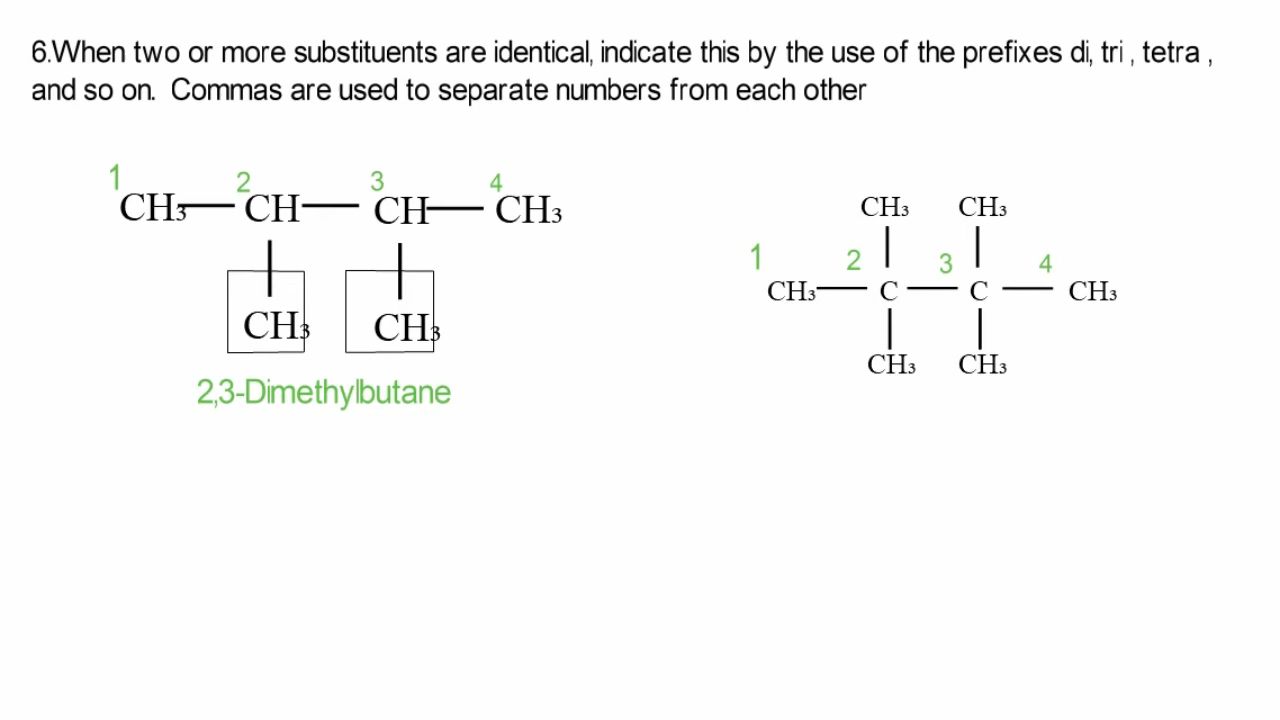 6.When two or more substituents are identical, indicate this by the use of the prefixes di, tri , tetra ,
and so on. Commas are used to separate numbers from each other
1 2 3 4
CH₃ CH CH CH₃
CH₃ CH₃
2,3-Dimethylbutane
CH₃ CH₃
1 2 3 4
CH₃ C C CH₃
CH₃ CH₃